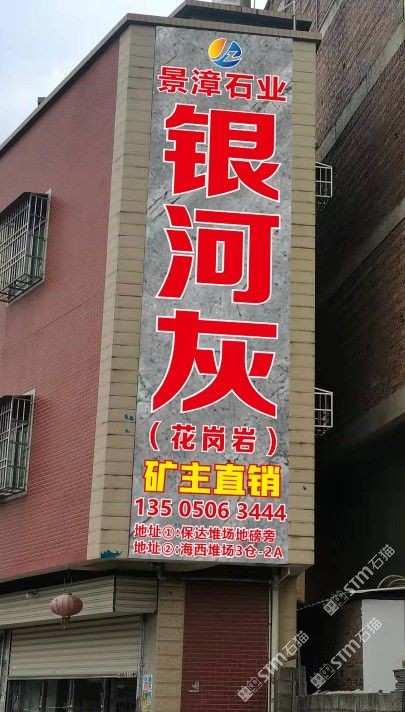 景漳石业
银河灰
（花岗岩）
矿主直销
135 0506 3444
地址①:保达堆场地磅旁
地址②:海西堆场3仓-2A
STM石猫
STM石猫